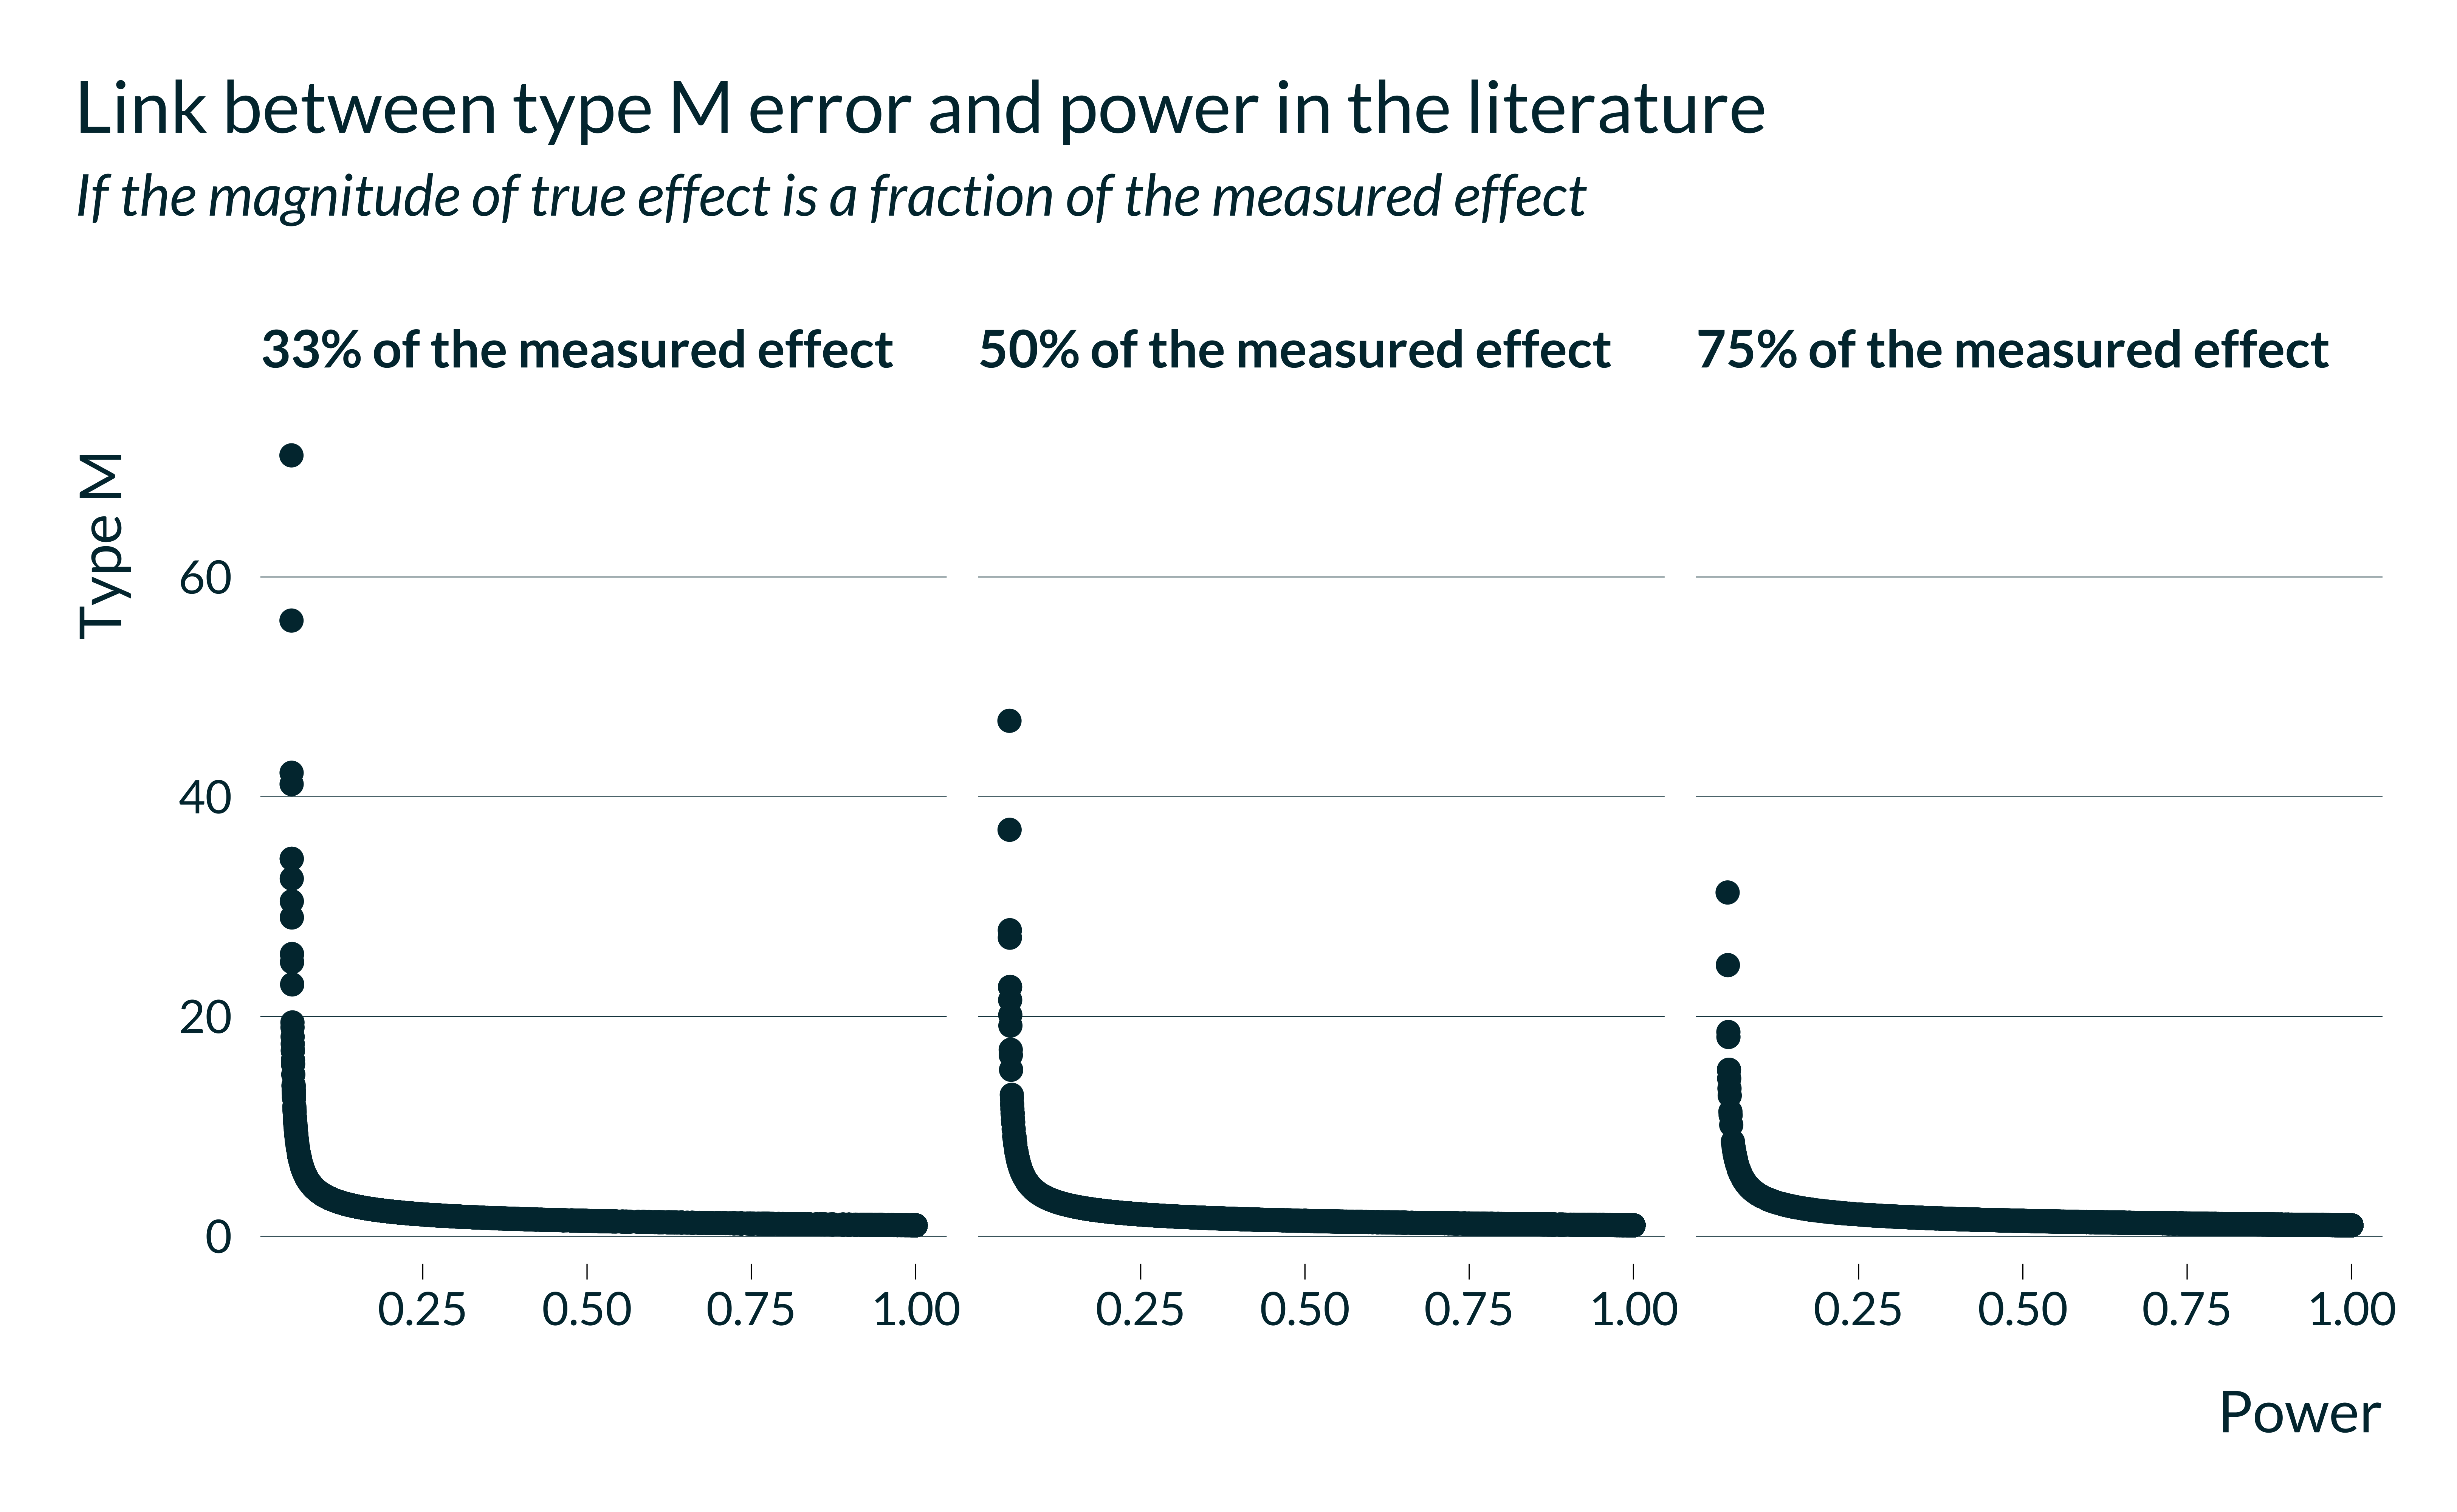 Link between type M error and power in the literature
If the magnitude of true effect is a fraction of the measured effect
33% of the measured effect
50% of the measured effect
75% of the measured effect
Type M
60
40
20
0
0.25 0.50 0.75 1.00
0.25 0.50 0.75 1.00
0.25 0.50 0.75 1.00
Power